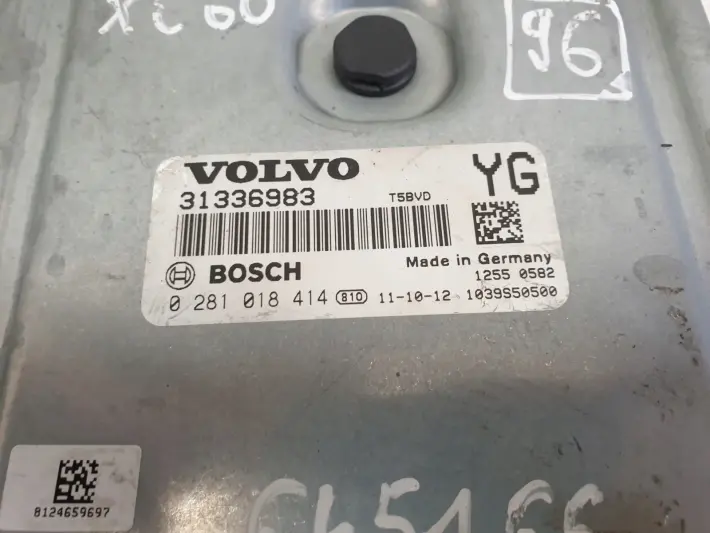 XC60
96
VOLVO
YG
31336983 T5BVD
BOSCH
Made in Germany
1255 0582
0 281 018 414 810 11-10-12 1039S50500
8124659697